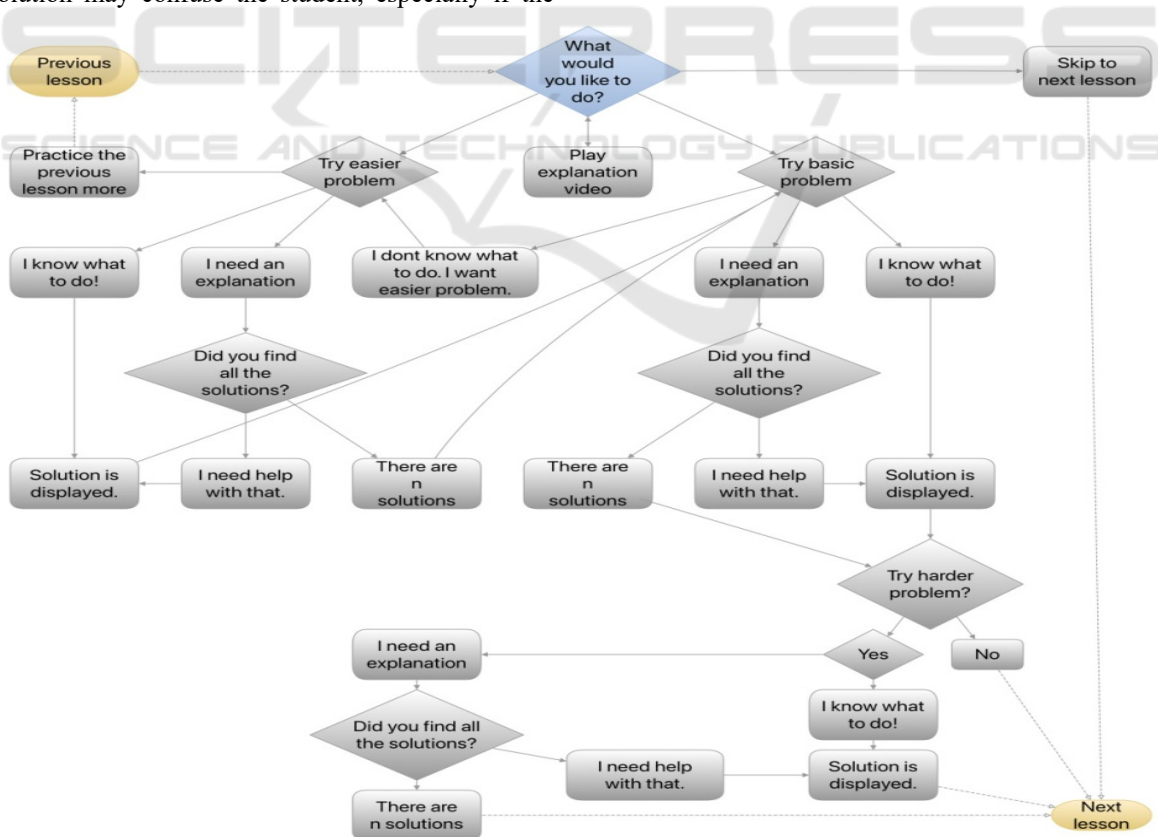 olution may confuse the student, especially if the
SCITEPRESS
SCIENCE AND TECHNOLOGY PUBLICATIONS
Previous
lesson
What
would
you like to
do?
Skip to
next lesson
Practice the
previous
lesson more
Try easier
problem
Play
explanation
video
Try basic
problem
I know what
to do!
I need an
explanation
I dont know what
to do. I want
easier problem.
I need an
explanation
I know what
to do!
Did you find
all the
solutions?
Did you find
all the
solutions?
Solution is
displayed.
I need help
with that.
There are
n
solutions
There are
n
solutions
I need help
with that.
Solution is
displayed.
Try harder
problem?
I need an
explanation
Yes
No
I know what
to do!
Did you find all
the solutions?
I need help
with that.
Solution is
displayed.
There are
n solutions
Next
lesson